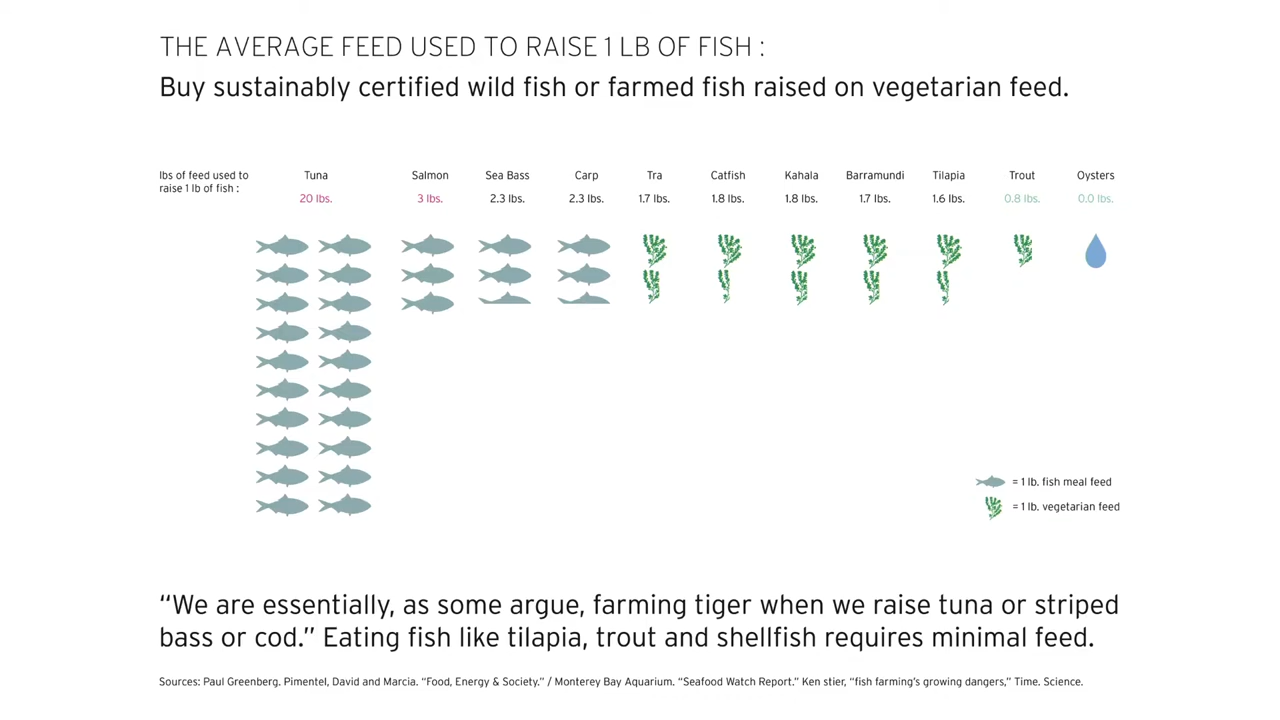 THE AVERAGE FEED USED TO RAISE 1 LB OF FISH :
Buy sustainably certified wild fish or farmed fish raised on vegetarian feed.
lbs of feed used to
raise 1 lb of fish :
Tuna Salmon Sea Bass Carp Tra Catfish Kahala Barramundi Tilapia Trout Oysters
20 lbs. 3 lbs. 2.3 lbs. 2.3 lbs. 1.7 lbs. 1.8 lbs. 1.8 lbs. 1.7 lbs. 1.6 lbs. 0.8 lbs. 0.0 lbs.
= 1 lb. fish meal feed
= 1 lb. vegetarian feed
“We are essentially, as some argue, farming tiger when we raise tuna or striped
bass or cod.” Eating fish like tilapia, trout and shellfish requires minimal feed.
Sources: Paul Greenberg. Pimentel, David and Marcia. “Food, Energy & Society.” / Monterey Bay Aquarium. “Seafood Watch Report.” Ken stier, “fish farming’s growing dangers,” Time. Science.